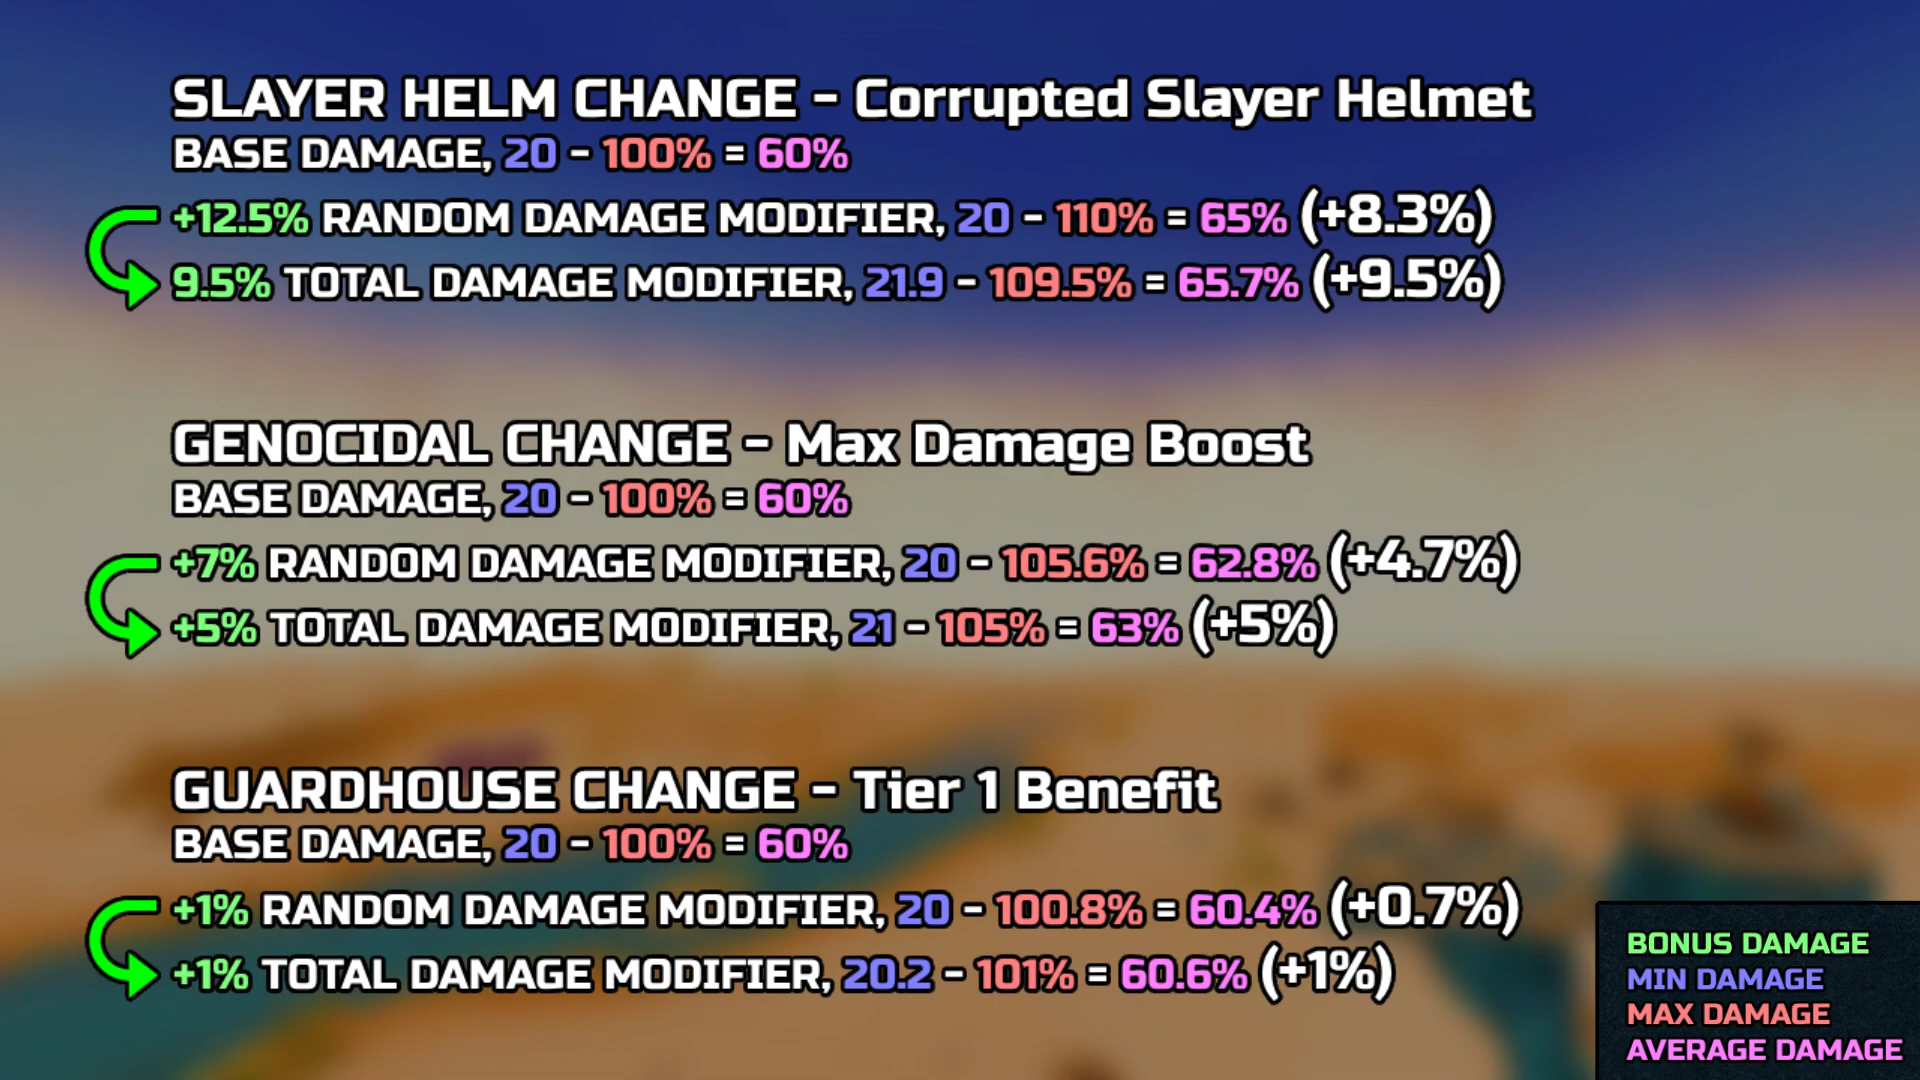 SLAYER HELM CHANGE - Corrupted Slayer Helmet
BASE DAMAGE, 20 - 100% = 60%
+12.5% RANDOM DAMAGE MODIFIER, 20 - 110% = 65% (+8.3%)
9.5% TOTAL DAMAGE MODIFIER, 21.9 - 109.5% = 65.7% (+9.5%)
GENOCIDAL CHANGE - Max Damage Boost
BASE DAMAGE, 20 - 100% = 60%
+7% RANDOM DAMAGE MODIFIER, 20 - 105.6% = 62.8% (+4.7%)
+5% TOTAL DAMAGE MODIFIER, 21 - 105% = 63% (+5%)
GUARDHOUSE CHANGE - Tier 1 Benefit
BASE DAMAGE, 20 - 100% = 60%
+1% RANDOM DAMAGE MODIFIER, 20 - 100.8% = 60.4% (+0.7%)
+1% TOTAL DAMAGE MODIFIER, 20.2 - 101% = 60.6% (+1%)
BONUS DAMAGE
MIN DAMAGE
MAX DAMAGE
AVERAGE DAMAGE